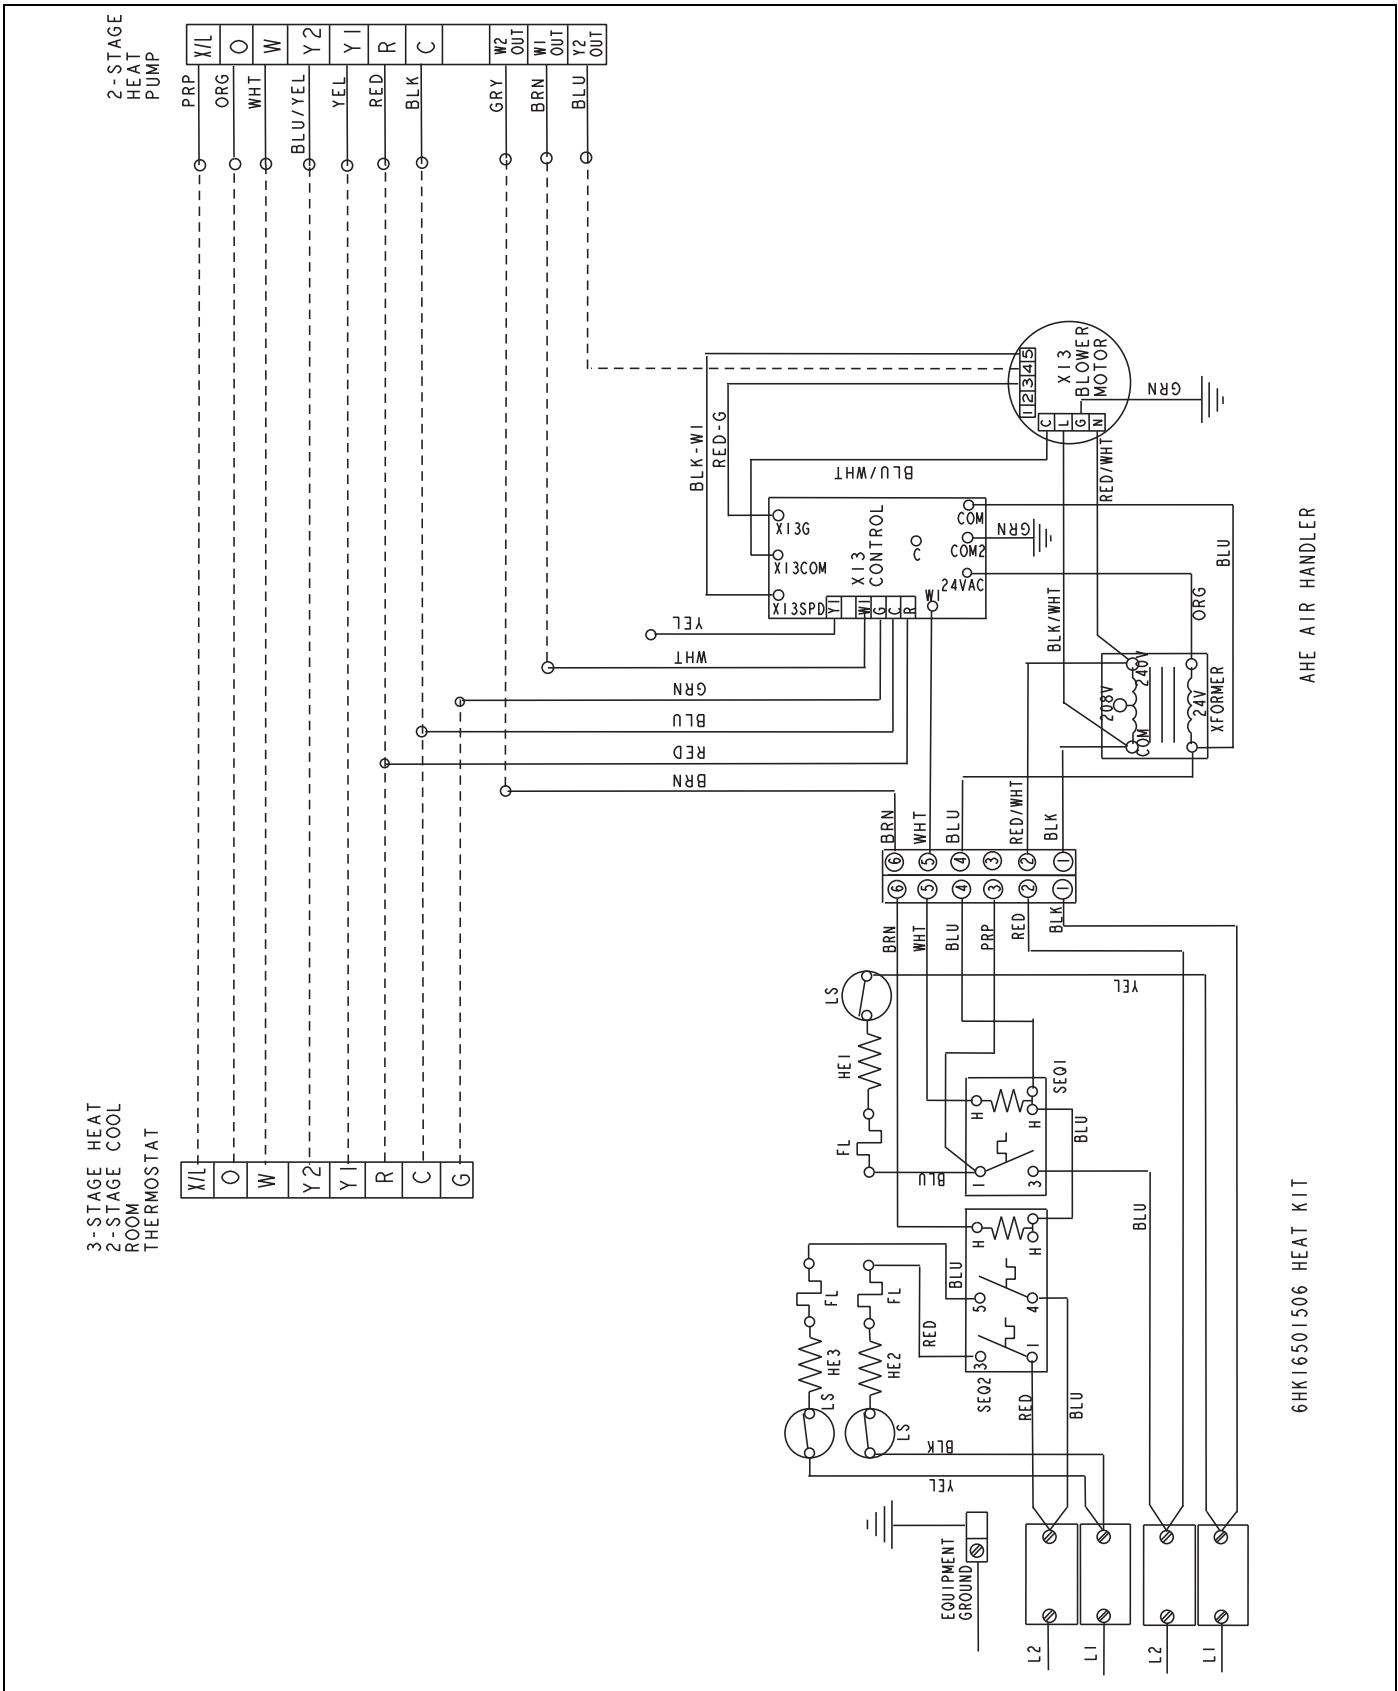 2-STAGE
HEAT
PUMP
X/L
O
W
Y2
Y1
R
C
W2
OUT
W1
OUT
Y2
OUT
PRP
ORG
WHT
BLU/YEL
YEL
RED
BLK
GRY
BRN
BLU
X13
BLOWER
MOTOR
1
2
3
4
5
C
L
G
N
GRN
BLK-W1
RED-G
BLU/WHT
RED/WHT
X13G
X13COM
X13SPD
X13
CONTROL
C
COM
COM2
24VAC
W1
Y1
W1
G
C
R
GRN
BLU
ORG
BLK/WHT
YEL
WHT
GRN
BLU
RED
BRN
240V
208V
COM
24V
XFORMER
AHE AIR HANDLER
BRN
WHT
BLU
RED/WHT
BLK
6
5
4
3
2
1
6
5
4
3
2
1
BRN
WHT
BLU
PRP
RED
BLK
LS
YEL
HE1
FL
BLU
SEQ1
H
H
1
3
BLU
BLU
3-STAGE HEAT
2-STAGE COOL
ROOM
THERMOSTAT
X/L
O
W
Y2
Y1
R
C
G
H
H
5
4
3
1
SEQ2
BLU
RED
FL
FL
HE3
HE2
LS
LS
RED
BLU
BLK
YEL
6HK16501506 HEAT KIT
EQUIPMENT
GROUND
L2
L1
L2
L1